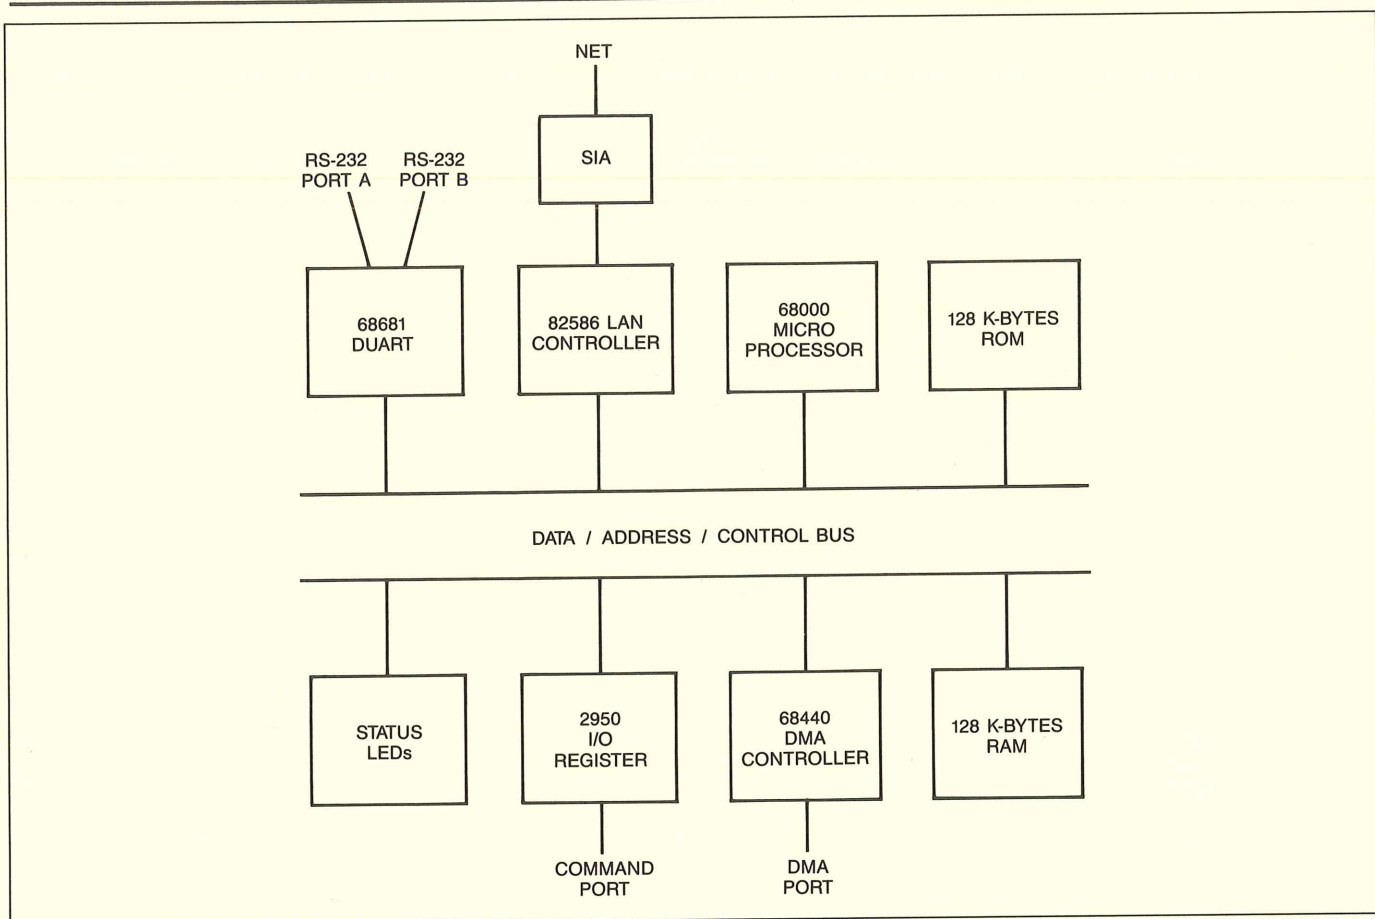 NET
SIA
RS-232
PORT A
RS-232
PORT B
68681
DUART
82586 LAN
CONTROLLER
68000
MICRO
PROCESSOR
128 K-BYTES
ROM
DATA / ADDRESS / CONTROL BUS
STATUS
LEDs
2950
I/O
REGISTER
68440
DMA
CONTROLLER
128 K-BYTES
RAM
COMMAND
PORT
DMA
PORT